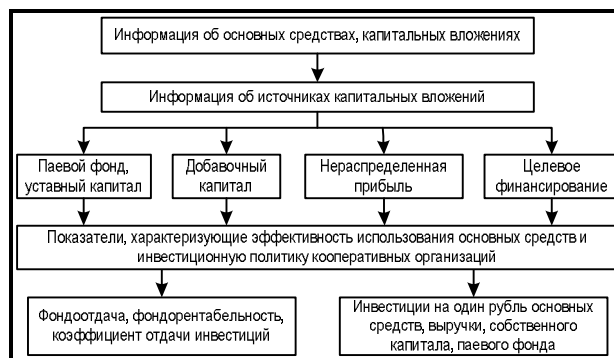 Информация об основных средствах, капитальных вложениях
Информация об источниках капитальных вложений
Паевой фонд,
уставный капитал
Добавочный
капитал
Нераспределенная
прибыль
Целевое
финансирование
Показатели, характеризующие эффективность использования основных средств и
инвестиционную политику кооперативных организаций
Фондоотдача, фондорентабельность,
коэффициент отдачи инвестиций
Инвестиции на один рубль основных
средств, выручки, собственного
капитала, паевого фонда